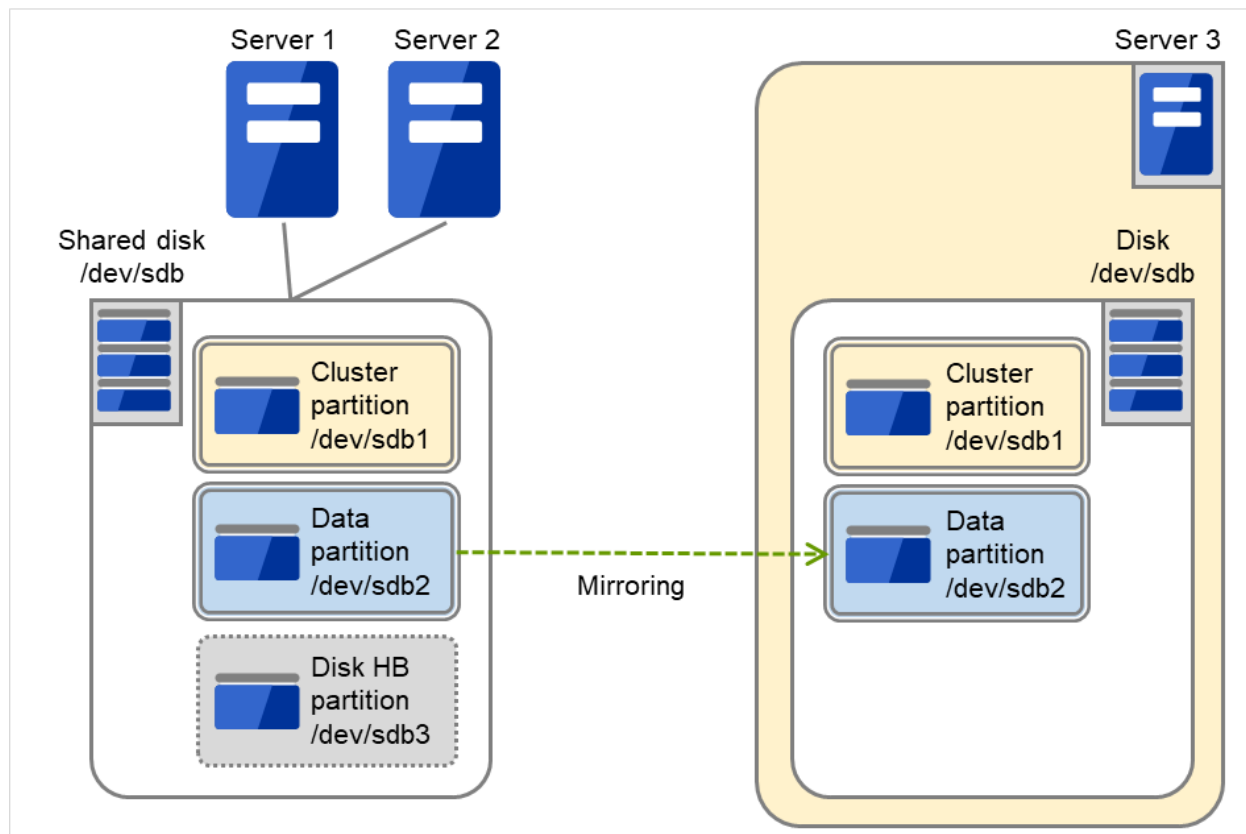 Server 1
Server 2
Server 3
Shared disk
/dev/sdb
Disk
/dev/sdb
Cluster
partition
/dev/sdb1
Cluster
partition
/dev/sdb1
Data
partition
/dev/sdb2
Mirroring
Data
partition
/dev/sdb2
Disk HB
partition
/dev/sdb3